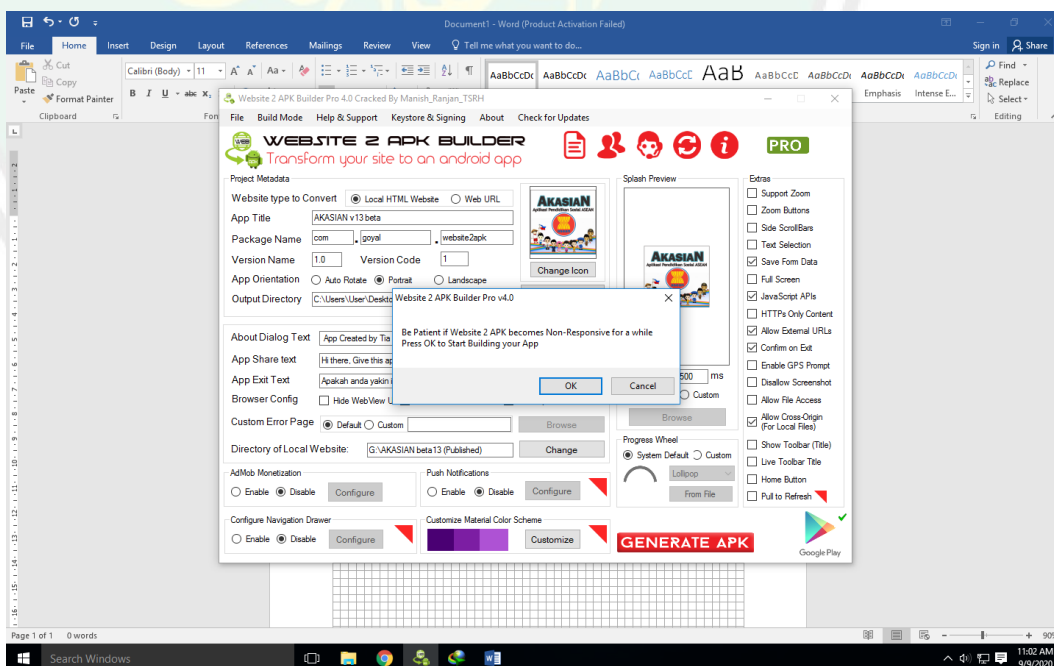 Document1 - Word (Product Activation Failed)
File Home Insert Design Layout References Mailings Review View Tell me what you want to do... Sign in Share
Paste
Cut
Copy
Format Painter
Calibri (Body) 11
B I U abc X₂
AaBbCcDc AaBbCcDc AaBbCc AaBbCcE AaB AaBbCcD AaBbCcDc AaBbCcDc AaBbCcDc
Emphasis Intense E...
Find
Replace
Select
Clipboard Fon Editing
Website 2 APK Builder Pro 4.0 Cracked By Manish_Ranjan_TSRH
File Build Mode Help & Support Keystore & Signing About Check for Updates
WEBSITE 2 APK BUILDER
Transform your site to an android app
PRO
Project Metadata
Website type to Convert Local HTML Website Web URL
App Title AKASIAN v13 beta
Package Name com . goyal . website2apk
Version Name 1.0 Version Code 1
App Orientation Auto Rotate Portrait Landscape
Output Directory C:\Users\User\Deskto
AKASIAN
Aplikasi Pendidikan Sosial ASEAN
Change Icon
Website 2 APK Builder Pro v4.0
Be Patient if Website 2 APK becomes Non-Responsive for a while
Press OK to Start Building your App
OK Cancel
About Dialog Text App Created by Tia
App Share text Hi there, Give this ap
App Exit Text Apakah anda yakin
Browser Config Hide WebView
Custom Error Page Default Custom Browse
Directory of Local Website: G:\AKASIAN beta13 (Published) Change
AdMob Monetization
Enable Disable Configure
Push Notifications
Enable Disable Configure
Configure Navigation Drawer
Enable Disable Configure
Customize Material Color Scheme
Customize
Splash Preview
AKASIAN
Aplikasi Pendidikan Sosial ASEAN
500 ms
Custom
Browse
Progress Wheel
System Default Custom
Lollipop
From File
GENERATE APK
Extras
Support Zoom
Zoom Buttons
Side ScrollBars
Text Selection
Save Form Data
Full Screen
JavaScript APIs
HTTPs Only Content
Allow External URLs
Confirm on Exit
Enable GPS Prompt
Disallow Screenshot
Allow File Access
Allow Cross-Origin
(For Local Files)
Show Toolbar (Title)
Live Toolbar Title
Home Button
Pull to Refresh
Google Play
Page 1 of 1 0 words 90%
Search Windows
11:02 AM
9/9/2020